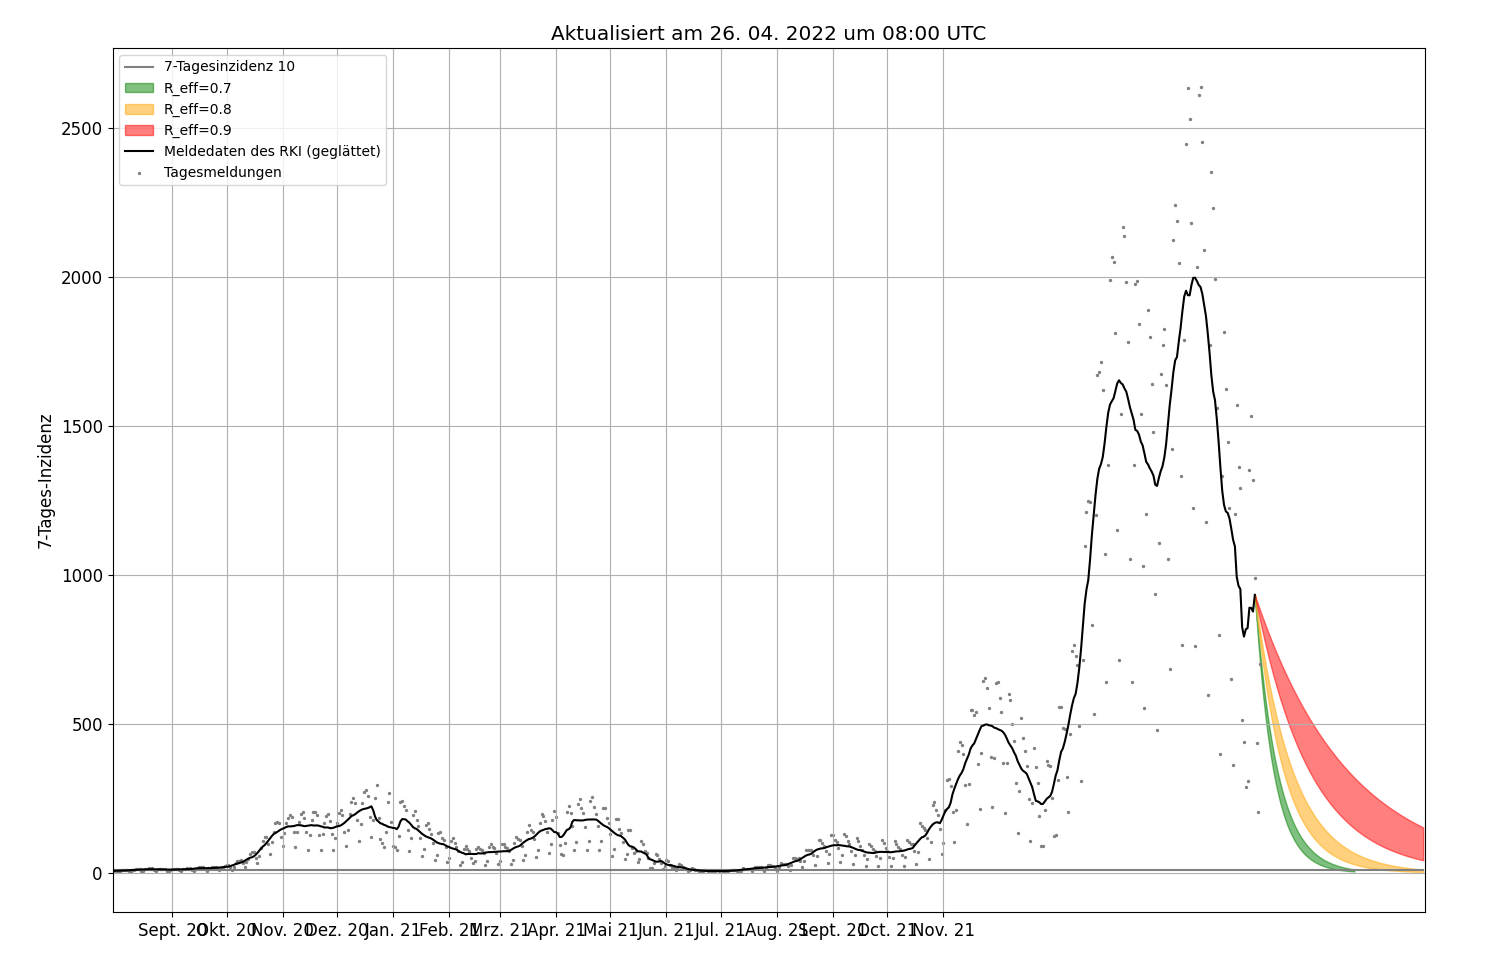 Aktualisiert am 26. 04. 2022 um 08:00 UTC
7-Tagesinzidenz 10
R_eff=0.7
R_eff=0.8
R_eff=0.9
Meldedaten des RKI (geglättet)
Tagesmeldungen
7-Tages-Inzidenz
2500
2000
1500
1000
500
0
Sept. 20 Okt. 20 Nov. 20 Dez. 20 Jan. 21 Feb. 21 Mrz. 21 Apr. 21 Mai 21 Jun. 21 Jul. 21 Aug. 21 Sept. 21 Oct. 21 Nov. 21